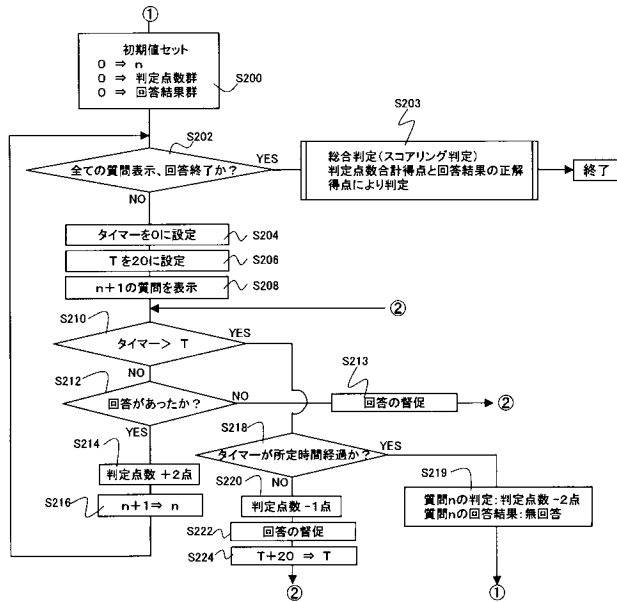 ①
初期値セット
0 ⇒ n
0 ⇒ 判定点数群
0 ⇒ 回答結果群
S200
S202
全ての質問表示、回答終了か?
YES
NO
S203
総合判定(スコアリング判定)
判定点数合計得点と回答結果の正解
得点により判定
終了
タイマーを0に設定
S204
Tを20に設定
S206
n+1の質問を表示
S208
②
S210
タイマー> T
YES
NO
S212
回答があったか?
NO
YES
S213
回答の督促
②
S214
判定点数 +2点
S216
n+1⇒ n
S218
タイマーが所定時間経過か?
YES
NO
S219
質問nの判定:判定点数-2点
質問nの回答結果:無回答
①
S220
判定点数 -1点
S222
回答の督促
S224
T+20 ⇒ T
②